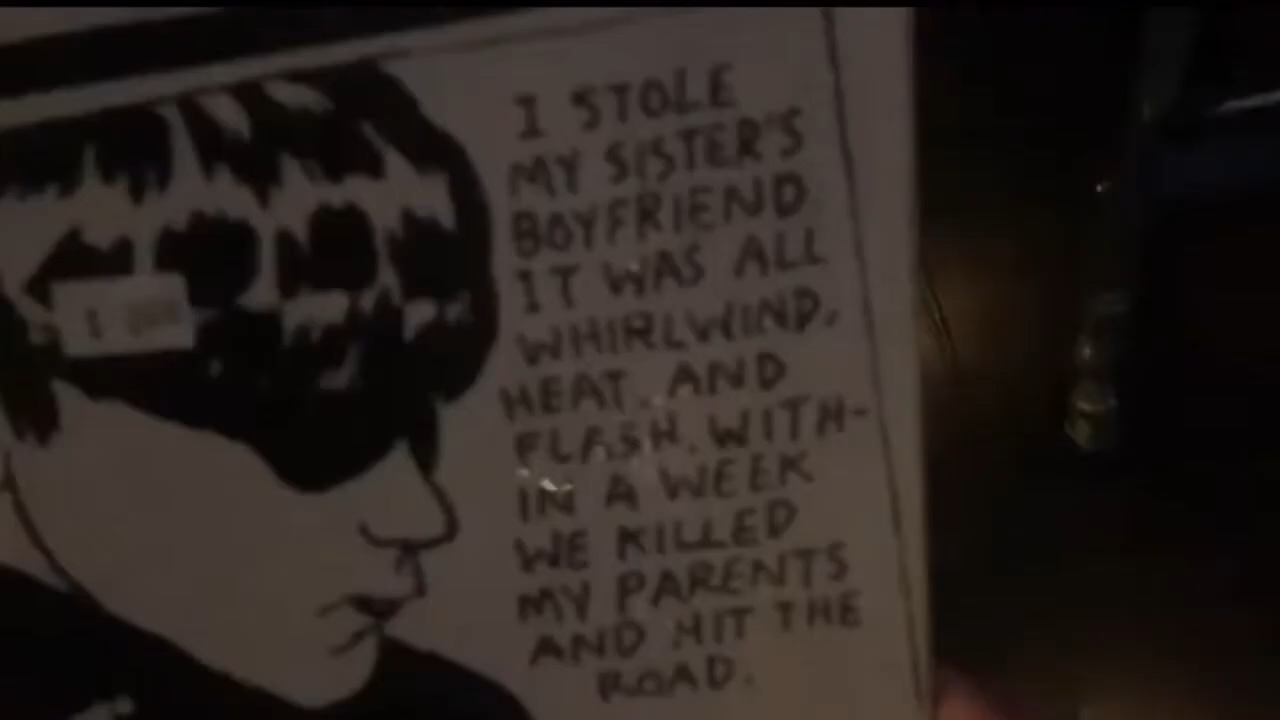 I STOLE
MY SISTER'S
BOYFRIEND
IT WAS ALL
WHIRLWIND,
HEAT, AND
FLASH. WITH-
IN A WEEK
WE KILLED
MY PARENTS
AND HIT THE
ROAD.